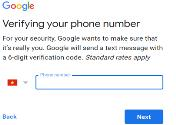 Google
Verifying your phone number
For your security, Google wants to make sure that
it's really you. Google will send a text message with
a 6-digit verification code. Standard rates apply
Phone number
Back
Next